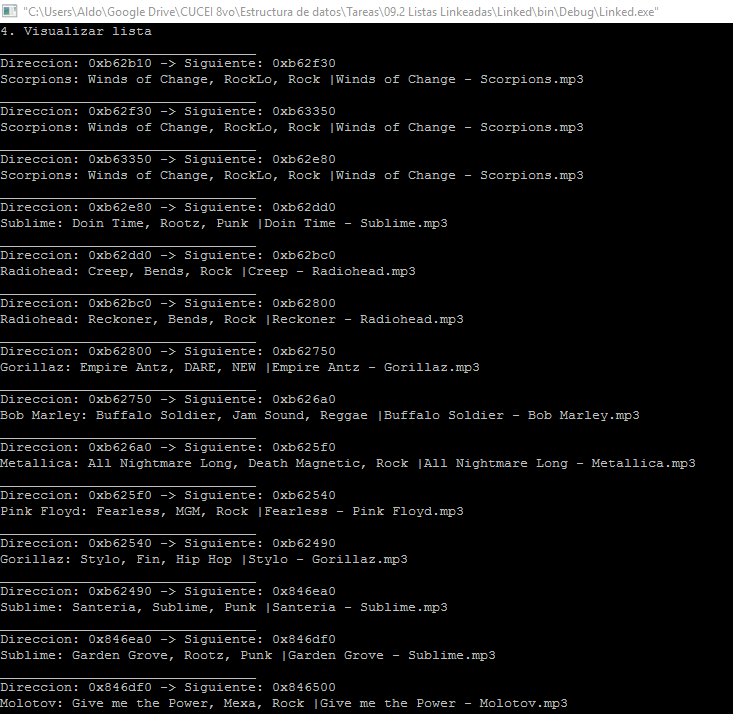 "C:\Users\Aldo\Google Drive\CUCEI 8vo\Estructura de datos\Tareas\09.2 Listas Linkeadas\Linked\bin\Debug\Linked.exe"
4. Visualizar lista
________________________________
Direccion: 0xb62b10 -> Siguiente: 0xb62f30
Scorpions: Winds of Change, RockLo, Rock |Winds of Change - Scorpions.mp3
________________________________
Direccion: 0xb62f30 -> Siguiente: 0xb63350
Scorpions: Winds of Change, RockLo, Rock |Winds of Change - Scorpions.mp3
________________________________
Direccion: 0xb63350 -> Siguiente: 0xb62e80
Scorpions: Winds of Change, RockLo, Rock |Winds of Change - Scorpions.mp3
________________________________
Direccion: 0xb62e80 -> Siguiente: 0xb62dd0
Sublime: Doin Time, Rootz, Punk |Doin Time - Sublime.mp3
________________________________
Direccion: 0xb62dd0 -> Siguiente: 0xb62bc0
Radiohead: Creep, Bends, Rock |Creep - Radiohead.mp3
________________________________
Direccion: 0xb62bc0 -> Siguiente: 0xb62800
Radiohead: Reckoner, Bends, Rock |Reckoner - Radiohead.mp3
________________________________
Direccion: 0xb62800 -> Siguiente: 0xb62750
Gorillaz: Empire Antz, DARE, NEW |Empire Antz - Gorillaz.mp3
________________________________
Direccion: 0xb62750 -> Siguiente: 0xb626a0
Bob Marley: Buffalo Soldier, Jam Sound, Reggae |Buffalo Soldier - Bob Marley.mp3
________________________________
Direccion: 0xb626a0 -> Siguiente: 0xb625f0
Metallica: All Nightmare Long, Death Magnetic, Rock |All Nightmare Long - Metallica.mp3
________________________________
Direccion: 0xb625f0 -> Siguiente: 0xb62540
Pink Floyd: Fearless, MGM, Rock |Fearless - Pink Floyd.mp3
________________________________
Direccion: 0xb62540 -> Siguiente: 0xb62490
Gorillaz: Stylo, Fin, Hip Hop |Stylo - Gorillaz.mp3
________________________________
Direccion: 0xb62490 -> Siguiente: 0x846ea0
Sublime: Santeria, Sublime, Punk |Santeria - Sublime.mp3
________________________________
Direccion: 0x846ea0 -> Siguiente: 0x846df0
Sublime: Garden Grove, Rootz, Punk |Garden Grove - Sublime.mp3
________________________________
Direccion: 0x846df0 -> Siguiente: 0x846500
Molotov: Give me the Power, Mexa, Rock |Give me the Power - Molotov.mp3